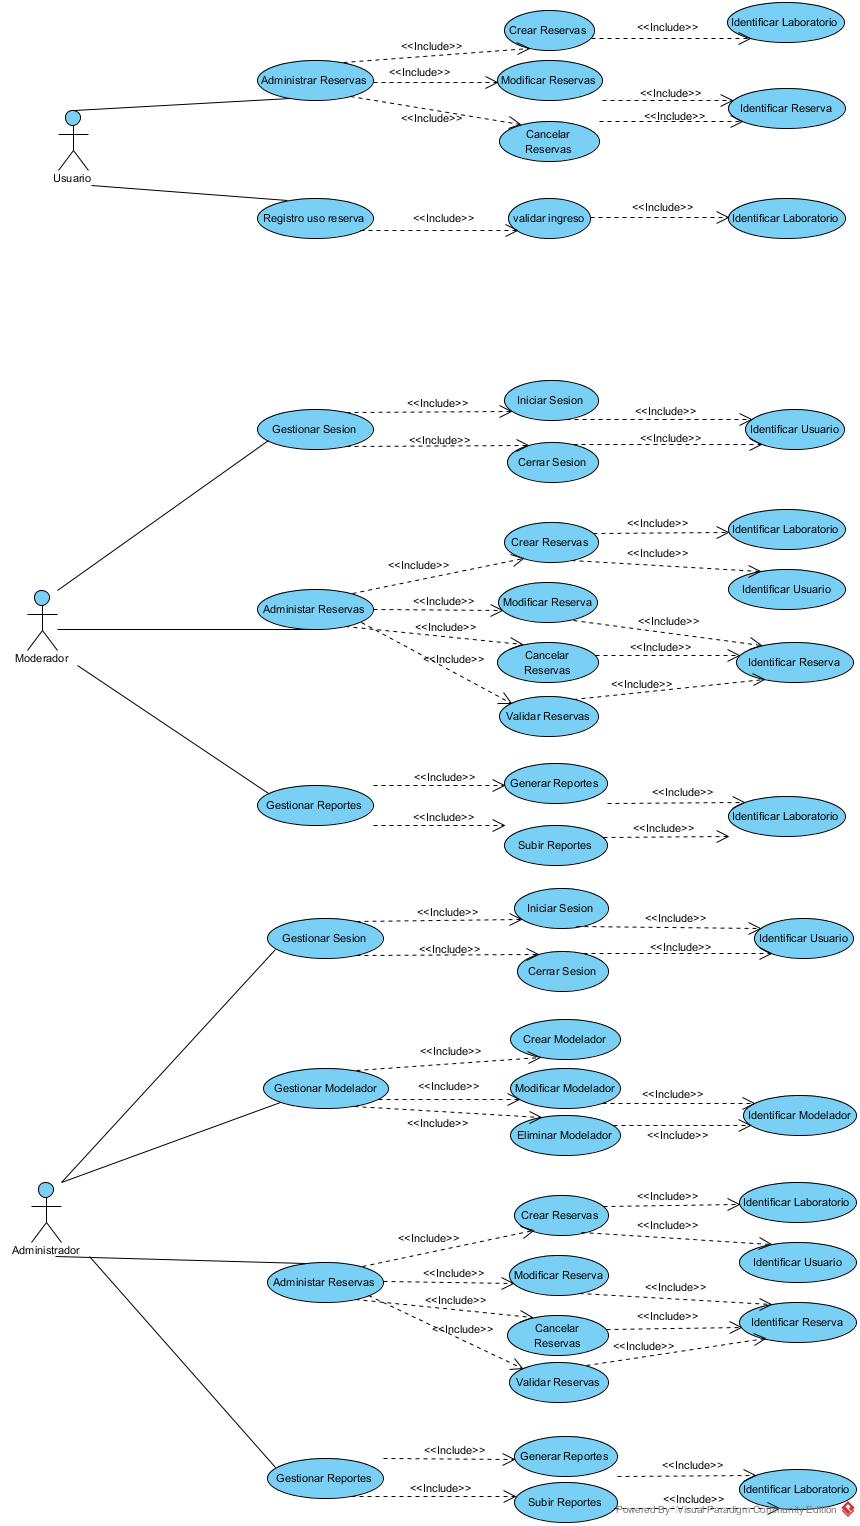 Crear Reservas
<<Include>>
Identificar Laboratorio
<<Include>>
Administrar Reservas
<<Include>>
Modificar Reservas
<<Include>>
Identificar Reserva
<<Include>>
<<Include>>
Cancelar
Reservas
Usuario
Registro uso reserva
<<Include>>
validar ingreso
<<Include>>
Identificar Laboratorio
Iniciar Sesion
<<Include>>
<<Include>>
Gestionar Sesion
Identificar Usuario
<<Include>>
<<Include>>
Cerrar Sesion
Crear Reservas
<<Include>>
Identificar Laboratorio
<<Include>>
<<Include>>
Identificar Usuario
Administar Reservas
<<Include>>
Modificar Reserva
<<Include>>
<<Include>>
Cancelar
Reservas
<<Include>>
Identificar Reserva
<<Include>>
<<Include>>
Validar Reservas
Moderador
Gestionar Reportes
<<Include>>
Generar Reportes
<<Include>>
Identificar Laboratorio
<<Include>>
Subir Reportes
<<Include>>
Iniciar Sesion
<<Include>>
<<Include>>
Gestionar Sesion
Identificar Usuario
<<Include>>
<<Include>>
Cerrar Sesion
Crear Modelador
<<Include>>
Gestionar Modelador
<<Include>>
Modificar Modelador
<<Include>>
Identificar Modelador
<<Include>>
Eliminar Modelador
<<Include>>
Crear Reservas
<<Include>>
Identificar Laboratorio
<<Include>>
<<Include>>
Identificar Usuario
Administrador
Administar Reservas
<<Include>>
Modificar Reserva
<<Include>>
<<Include>>
Cancelar
Reservas
<<Include>>
Identificar Reserva
<<Include>>
<<Include>>
Validar Reservas
Gestionar Reportes
<<Include>>
Generar Reportes
<<Include>>
Identificar Laboratorio
<<Include>>
Subir Reportes
<<Include>>
Powered By Visual Paradigm Community Edition